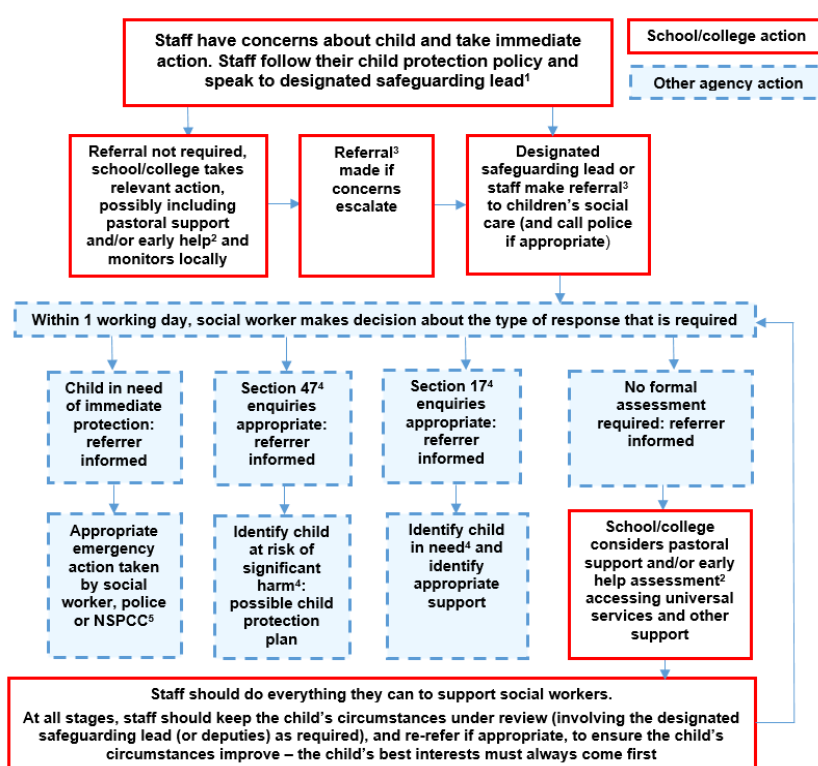 Staff have concerns about child and take immediate
action. Staff follow their child protection policy and
speak to designated safeguarding lead¹
School/college action
Other agency action
Referral not required,
school/college takes
relevant action,
possibly including
pastoral support
and/or early help² and
monitors locally
Referral³
made if
concerns
escalate
Designated
safeguarding lead or
staff make referral³
to children’s social
care (and call police
if appropriate)
Within 1 working day, social worker makes decision about the type of response that is required
Child in need
of immediate
protection:
referrer
informed
Section 47⁴
enquiries
appropriate:
referrer
informed
Section 17⁴
enquiries
appropriate:
referrer
informed
No formal
assessment
required: referrer
informed
Appropriate
emergency
action taken
by social
worker, police
or NSPCC⁵
Identify child
at risk of
significant
harm⁴:
possible child
protection
plan
Identify child
in need⁴ and
identify
appropriate
support
School/college
considers pastoral
support and/or early
help assessment²
accessing universal
services and other
support
Staff should do everything they can to support social workers.
At all stages, staff should keep the child’s circumstances under review (involving the designated
safeguarding lead (or deputies) as required), and re-refer if appropriate, to ensure the child’s
circumstances improve – the child’s best interests must always come first